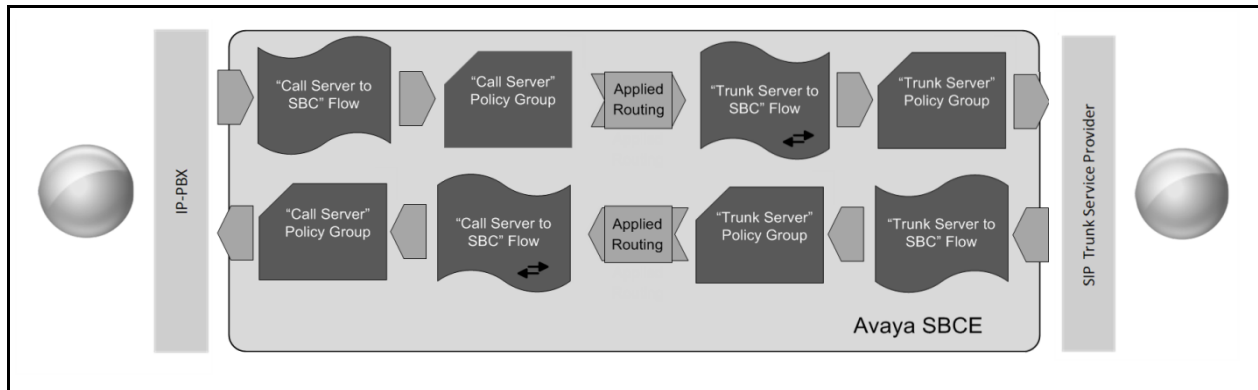 IP-PBX
“Call Server to
SBC” Flow
“Call Server”
Policy Group
Applied
Routing
“Trunk Server to
SBC” Flow
“Trunk Server”
Policy Group
“Call Server”
Policy Group
“Call Server to
SBC” Flow
Applied
Routing
“Trunk Server”
Policy Group
“Trunk Server to
SBC” Flow
Avaya SBCE
SIP Trunk Service Provider